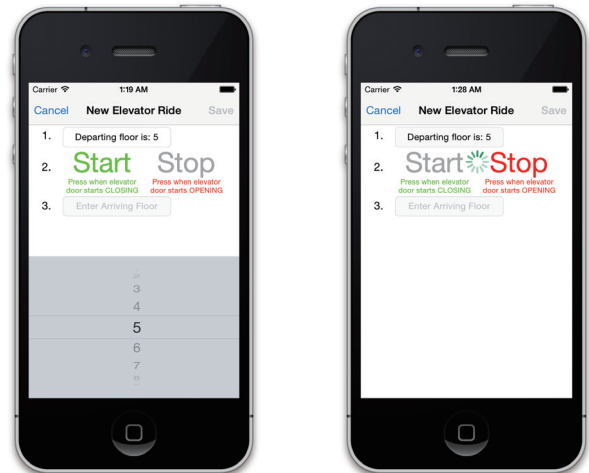 Carrier 1:19 AM
Cancel New Elevator Ride Save
1. Departing floor is: 5
2. Start Stop
Press when elevator door starts CLOSING
Press when elevator door starts OPENING
3. Enter Arriving Floor
3
4
5
6
7
Carrier 1:28 AM
Cancel New Elevator Ride Save
1. Departing floor is: 5
2. Start Stop
Press when elevator door starts CLOSING
Press when elevator door starts OPENING
3. Enter Arriving Floor